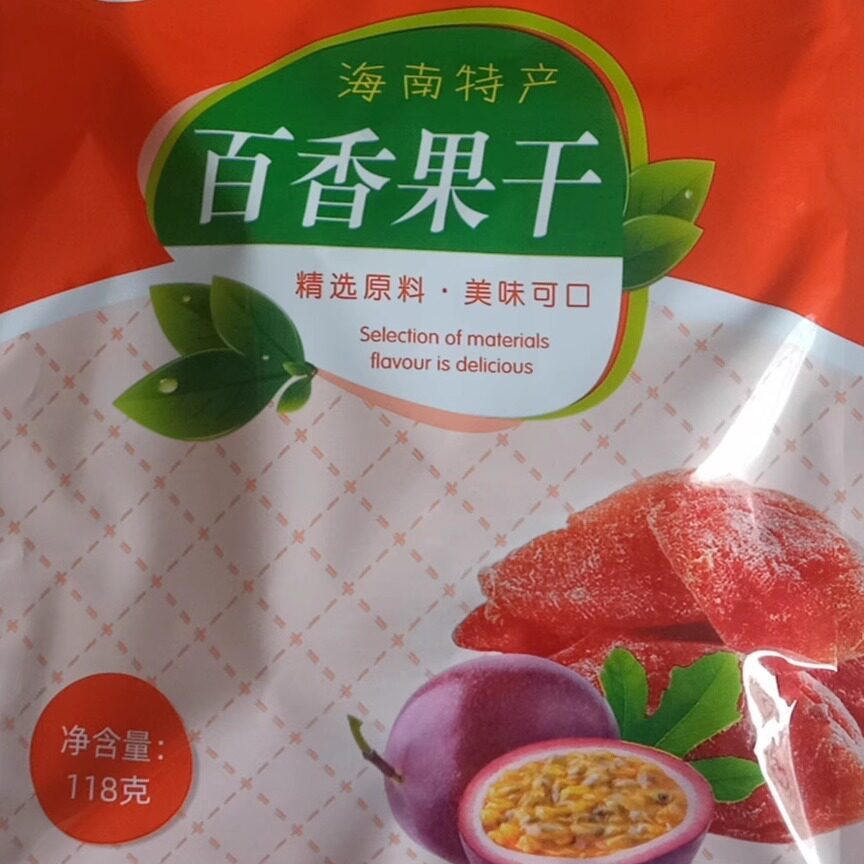 海南特产
百香果干
精选原料·美味可口
Selection of materials
flavour is delicious
净含量：
118克